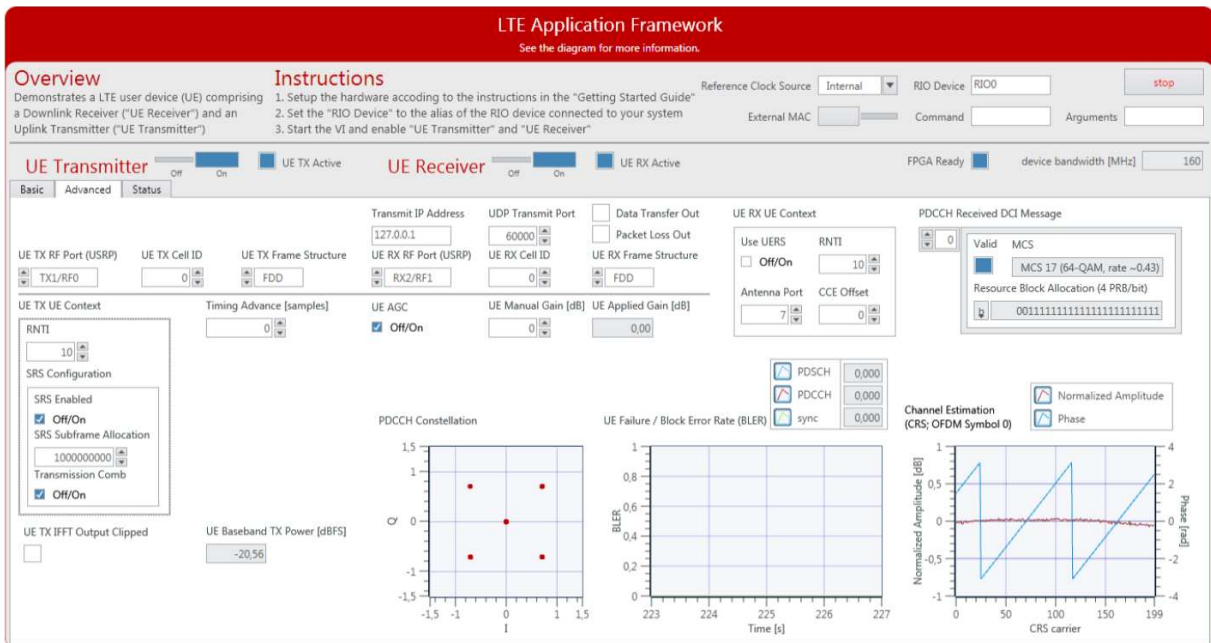 LTE Application Framework
See the diagram for more information.
Overview
Demonstrates a LTE user device (UE) comprising
a Downlink Receiver ("UE Receiver") and an
Uplink Transmitter ("UE Transmitter")
Instructions
1. Setup the hardware accoding to the instructions in the "Getting Started Guide"
2. Set the "RIO Device" to the alias of the RIO device connected to your system
3. Start the VI and enable "UE Transmitter" and "UE Receiver"
Reference Clock Source Internal
RIO Device RIO0
stop
External MAC
Command
Arguments
UE Transmitter Off On UE TX Active
UE Receiver Off On UE RX Active
FPGA Ready
device bandwidth [MHz] 160
Basic Advanced Status
Transmit IP Address
127.0.0.1
UDP Transmit Port
60000
Data Transfer Out
Packet Loss Out
UE TX RF Port (USRP)
TX1/RF0
UE TX Cell ID
0
UE TX Frame Structure
FDD
UE RX RF Port (USRP)
RX2/RF1
UE RX Cell ID
0
UE RX Frame Structure
FDD
UE RX UE Context
Use UERS
Off/On
RNTI
10
Antenna Port
7
CCE Offset
0
PDCCH Received DCI Message
0
Valid
MCS
MCS 17 (64-QAM, rate ~0.43)
Resource Block Allocation (4 PRB/bit)
b
0011111111111111111111111
UE TX UE Context
RNTI
10
SRS Configuration
SRS Enabled
Off/On
SRS Subframe Allocation
1000000000
Transmission Comb
Off/On
Timing Advance [samples]
0
UE AGC
Off/On
UE Manual Gain [dB]
0
UE Applied Gain [dB]
0,00
UE TX IFFT Output Clipped
UE Baseband TX Power [dBFS]
-20,56
PDCCH Constellation
1,5
1
0
-1
-1,5
Q
-1,5 -1 0 1 1,5
I
UE Failure / Block Error Rate (BLER)
PDSCH 0,000
PDCCH 0,000
sync 0,000
1
0,8
0,6
0,4
0,2
0
BLER
223 224 225 226 227
Time [s]
Channel Estimation
(CRS; OFDM Symbol 0)
Normalized Amplitude
Phase
1
0,5
0
-0,5
-1
Normalized Amplitude [dB]
4
2
0
-2
-4
Phase [rad]
0 50 100 150 199
CRS carrier